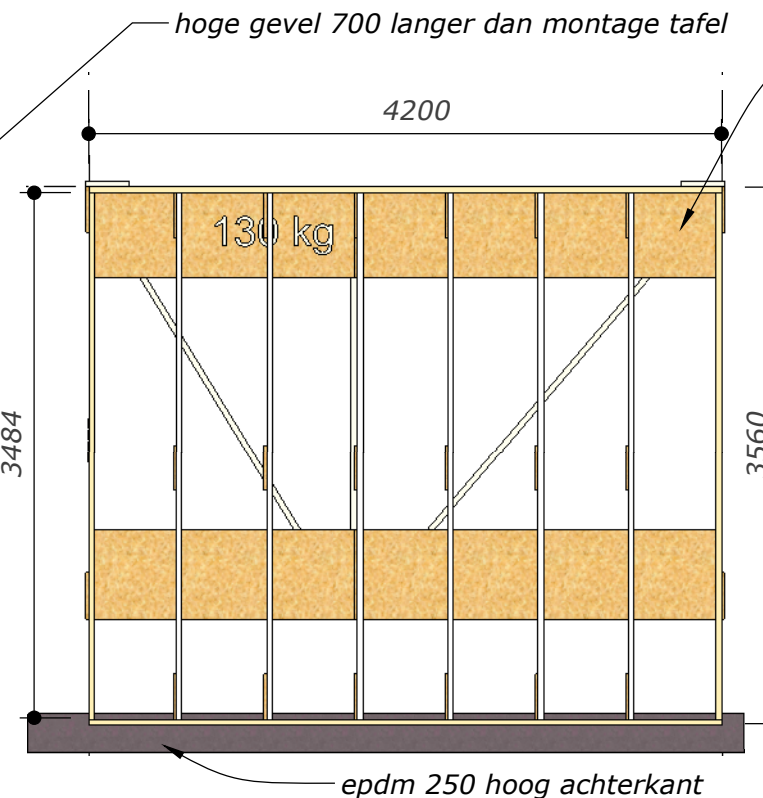 hoge gevel 700 langer dan montage tafel
4200
130 kg
3484
3560
epdm 250 hoog achterkant